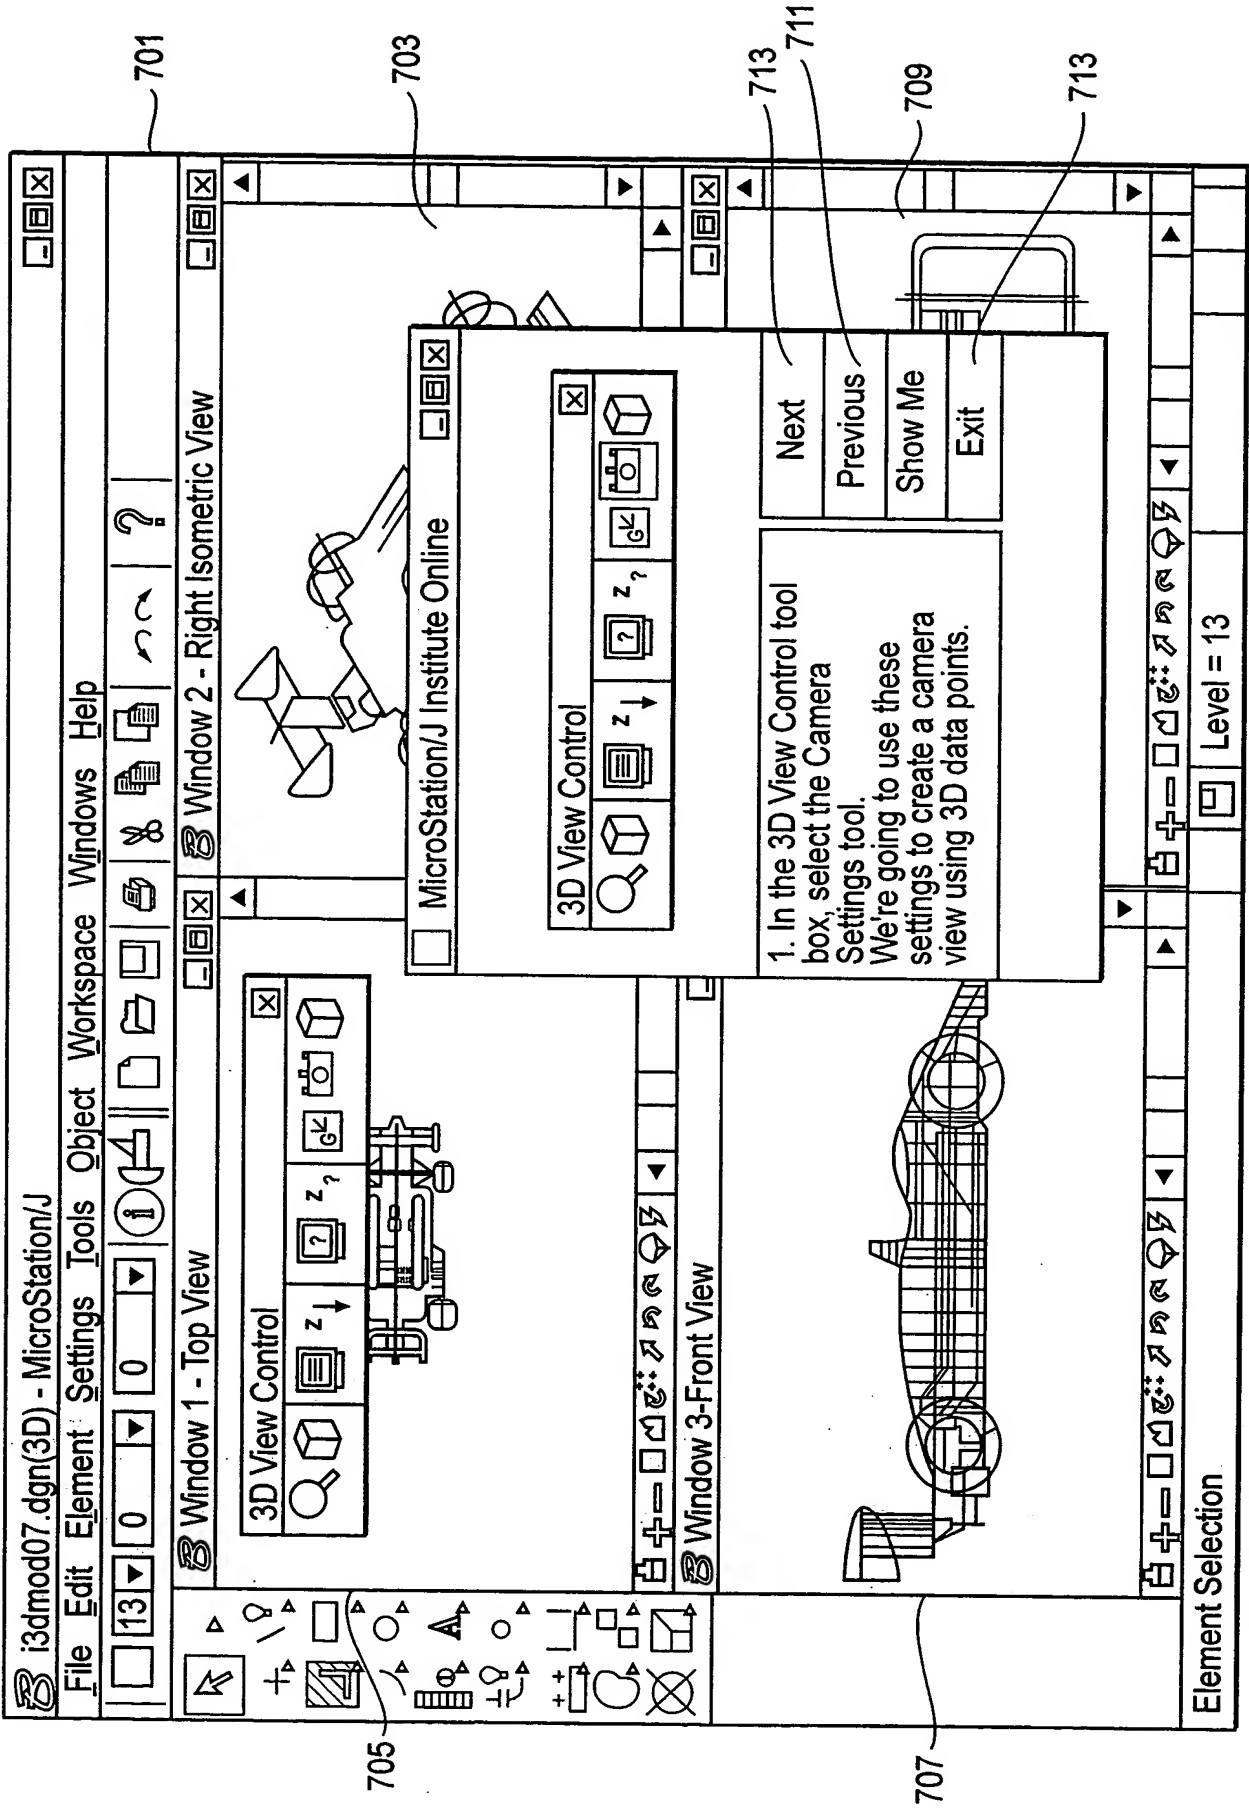 i3dmod07.dgn(3D) - MicroStation/J
File Edit Element Settings Tools Object Workspace Windows Help
13 0 0 i ?
Window 1 - Top View
Window 2 - Right Isometric View
3D View Control
z ? z ? G
MicroStation/J Institute Online
3D View Control
z ? z ? G
1. In the 3D View Control tool
box, select the Camera
Settings tool.
We're going to use these
settings to create a camera
view using 3D data points.
Next
Previous
Show Me
Exit
Window 3-Front View
A
Element Selection
Level = 13
701
703
705
707
709
711
713
713